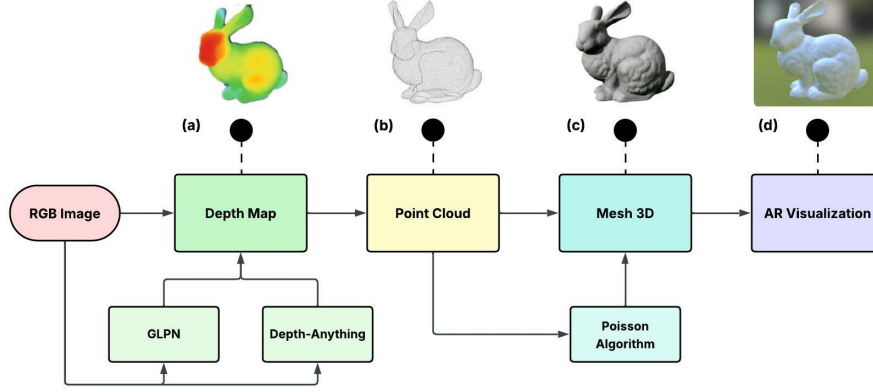 (a)
(b)
(c)
(d)
RGB Image
Depth Map
Point Cloud
Mesh 3D
AR Visualization
GLPN
Depth-Anything
Poisson
Algorithm